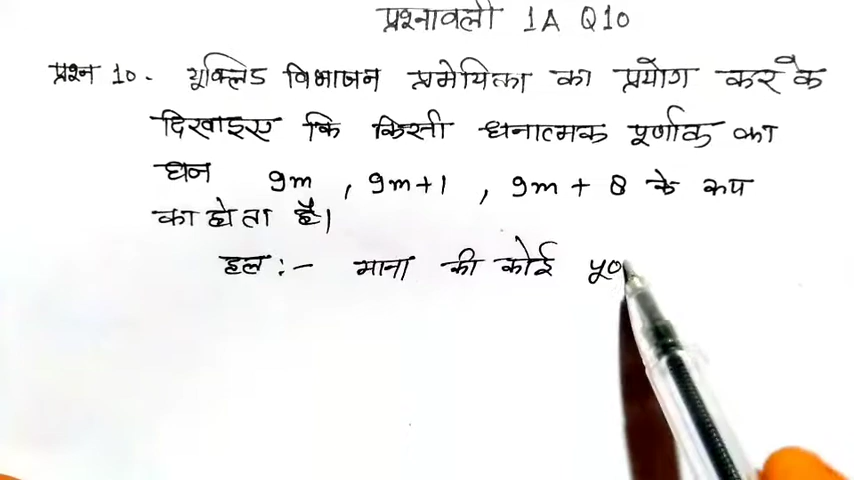 प्रश्नावली 1A Q10
प्रश्न 10- यूक्लिड विभाजन प्रमेयिका का प्रयोग करके
दिखाइए कि किसी धनात्मक पूर्णांक का
घन 9m , 9m+1 , 9m + 8 के रूप
का होता है।
हल :- माना की कोई पूर्ण